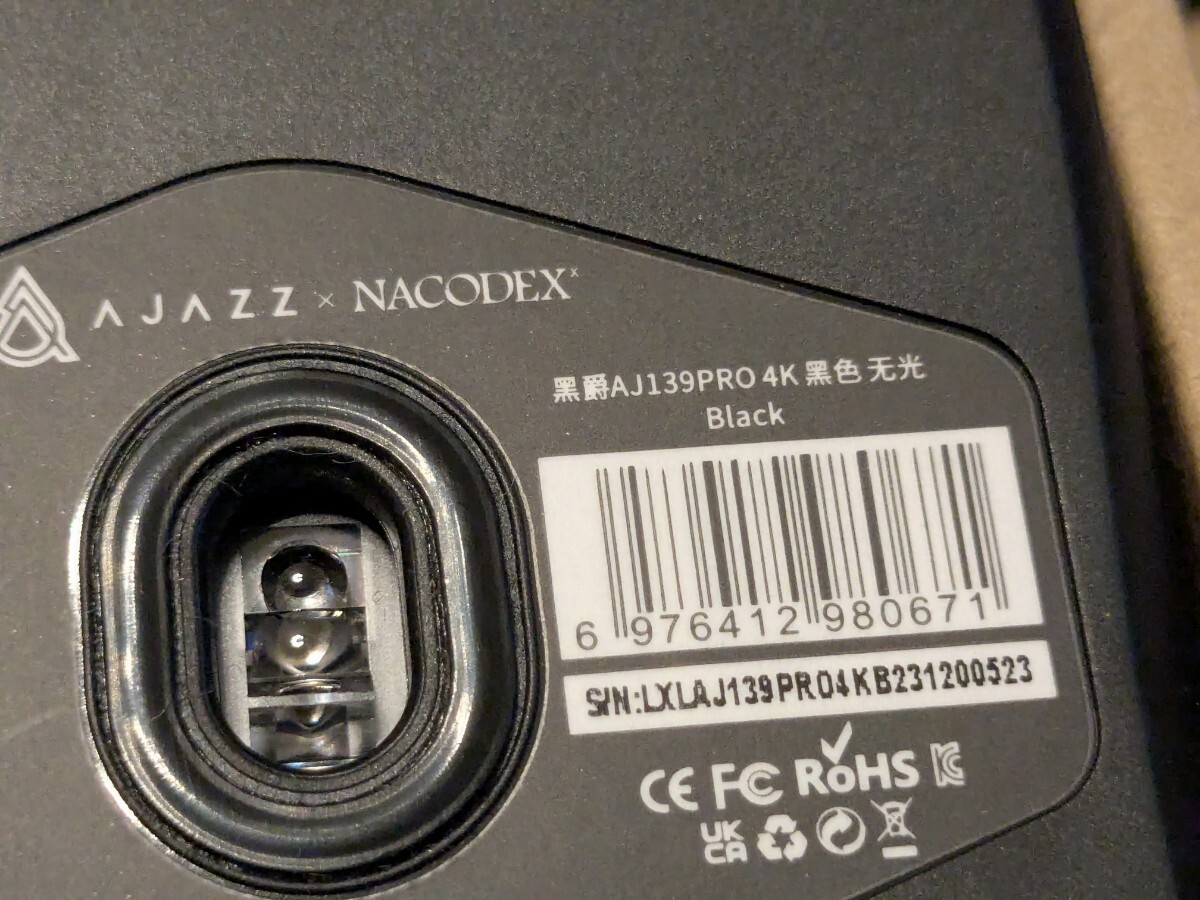 AJAZZ × NACODEX x
黑爵AJ139PRO 4K 黑色 无光
Black
6 976412 980671
S/N:LXLAJ139PRO4KB231200523
CE FC RoHS KC
UK
CA